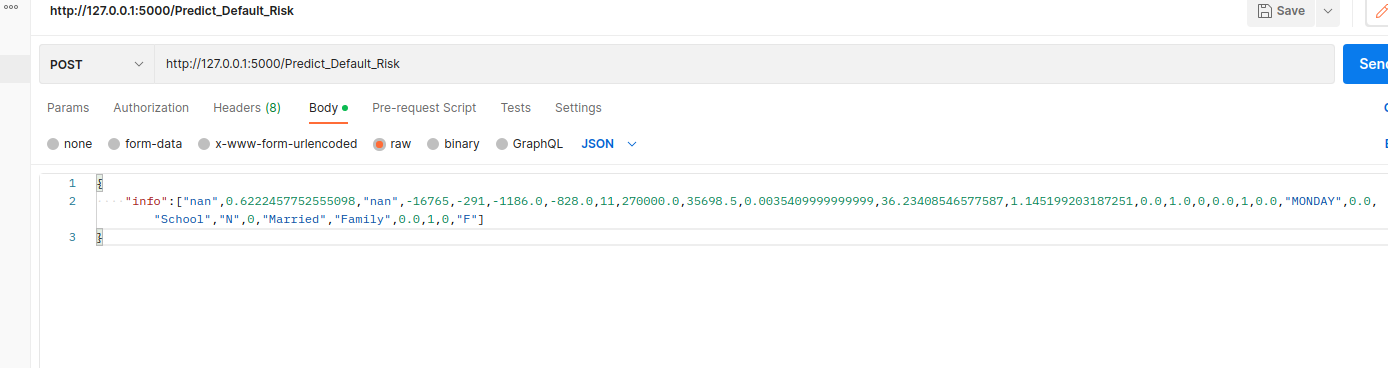 http://127.0.0.1:5000/Predict_Default_Risk
Save
POST
http://127.0.0.1:5000/Predict_Default_Risk
Send
Params
Authorization
Headers (8)
Body
Pre-request Script
Tests
Settings
none
form-data
x-www-form-urlencoded
raw
binary
GraphQL
JSON
1 {
2 "info":["nan",0.6222457752555098,"nan",-16765,-291,-1186.0,-828.0,11,270000.0,35698.5,0.0035409999999999999,36.23408546577587,1.145199203187251,0.0,1.0,0,0.0,1,0.0,"MONDAY",0.0,
"School","N",0,"Married","Family",0.0,1,0,"F"]
3 }